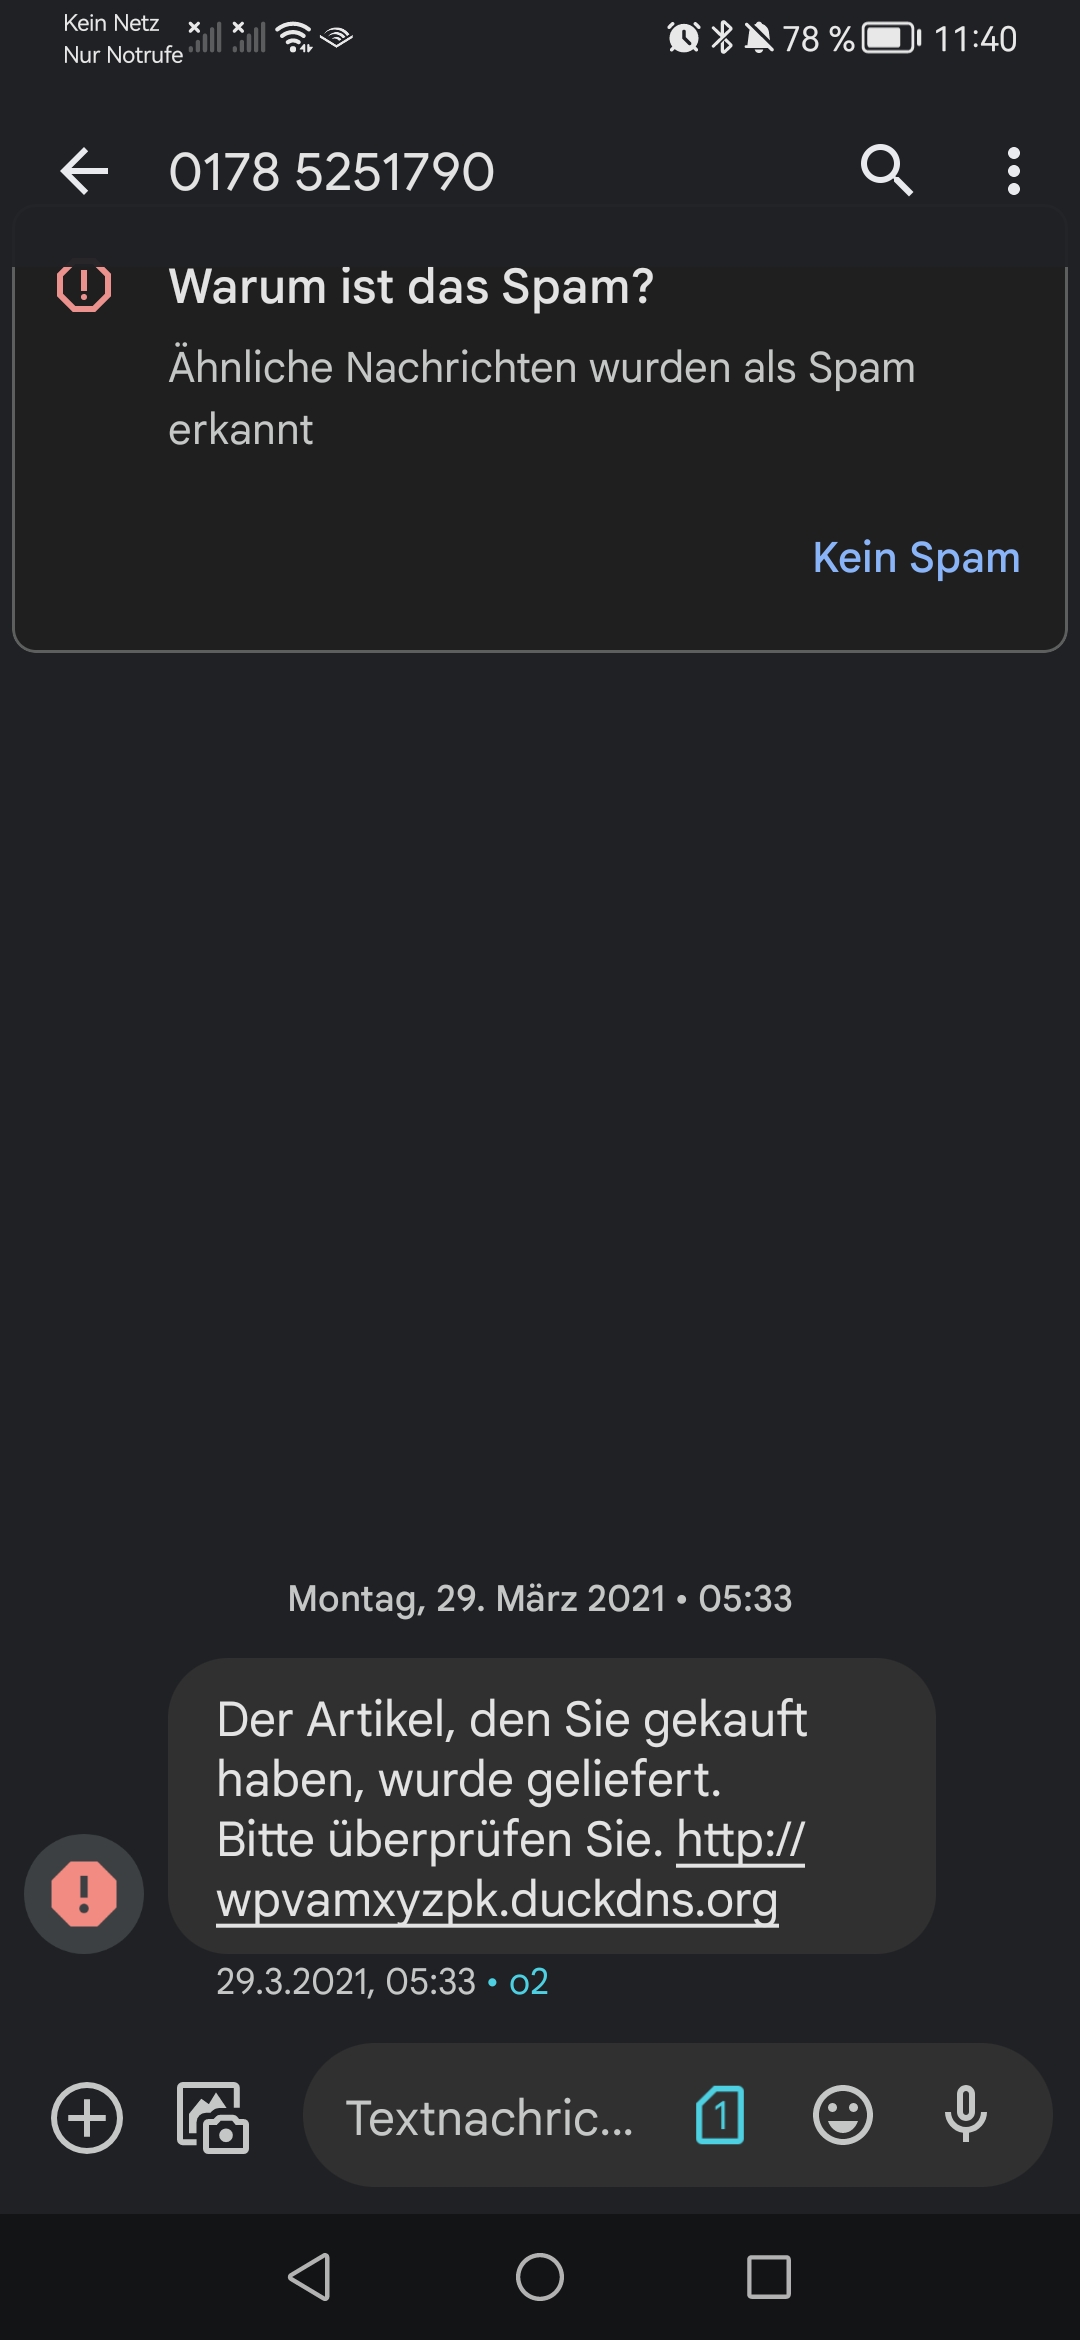 Kein Netz
Nur Notrufe
78 %
11:40
0178 5251790
Warum ist das Spam?
Ähnliche Nachrichten wurden als Spam
erkannt
Kein Spam
Montag, 29. März 2021 • 05:33
Der Artikel, den Sie gekauft
haben, wurde geliefert.
Bitte überprüfen Sie. http://
wpvamxyzpk.duckdns.org
29.3.2021, 05:33 • o2
Textnachric...
1